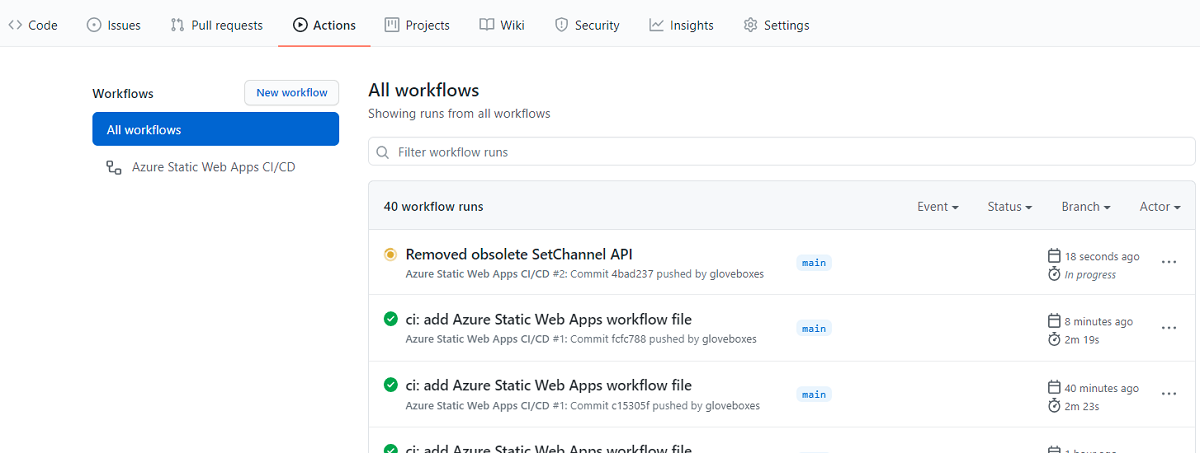 Code Issues Pull requests Actions Projects Wiki Security Insights Settings
Workflows New workflow
All workflows
Azure Static Web Apps CI/CD
All workflows
Showing runs from all workflows
Filter workflow runs
40 workflow runs Event Status Branch Actor
Removed obsolete SetChannel API
Azure Static Web Apps CI/CD #2: Commit 4bad237 pushed by gloveboxes
main
18 seconds ago
In progress
ci: add Azure Static Web Apps workflow file
Azure Static Web Apps CI/CD #1: Commit fcfc788 pushed by gloveboxes
main
8 minutes ago
2m 19s
ci: add Azure Static Web Apps workflow file
Azure Static Web Apps CI/CD #1: Commit c15305f pushed by gloveboxes
main
40 minutes ago
2m 23s
ci: add Azure Static Web Apps workflow file
1 hour ago